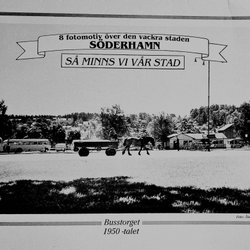 8 fotomotiv över den vackra staden
SÖDERHAMN
SÅ MINNS VI VÅR STAD
Busstorget
1950-talet